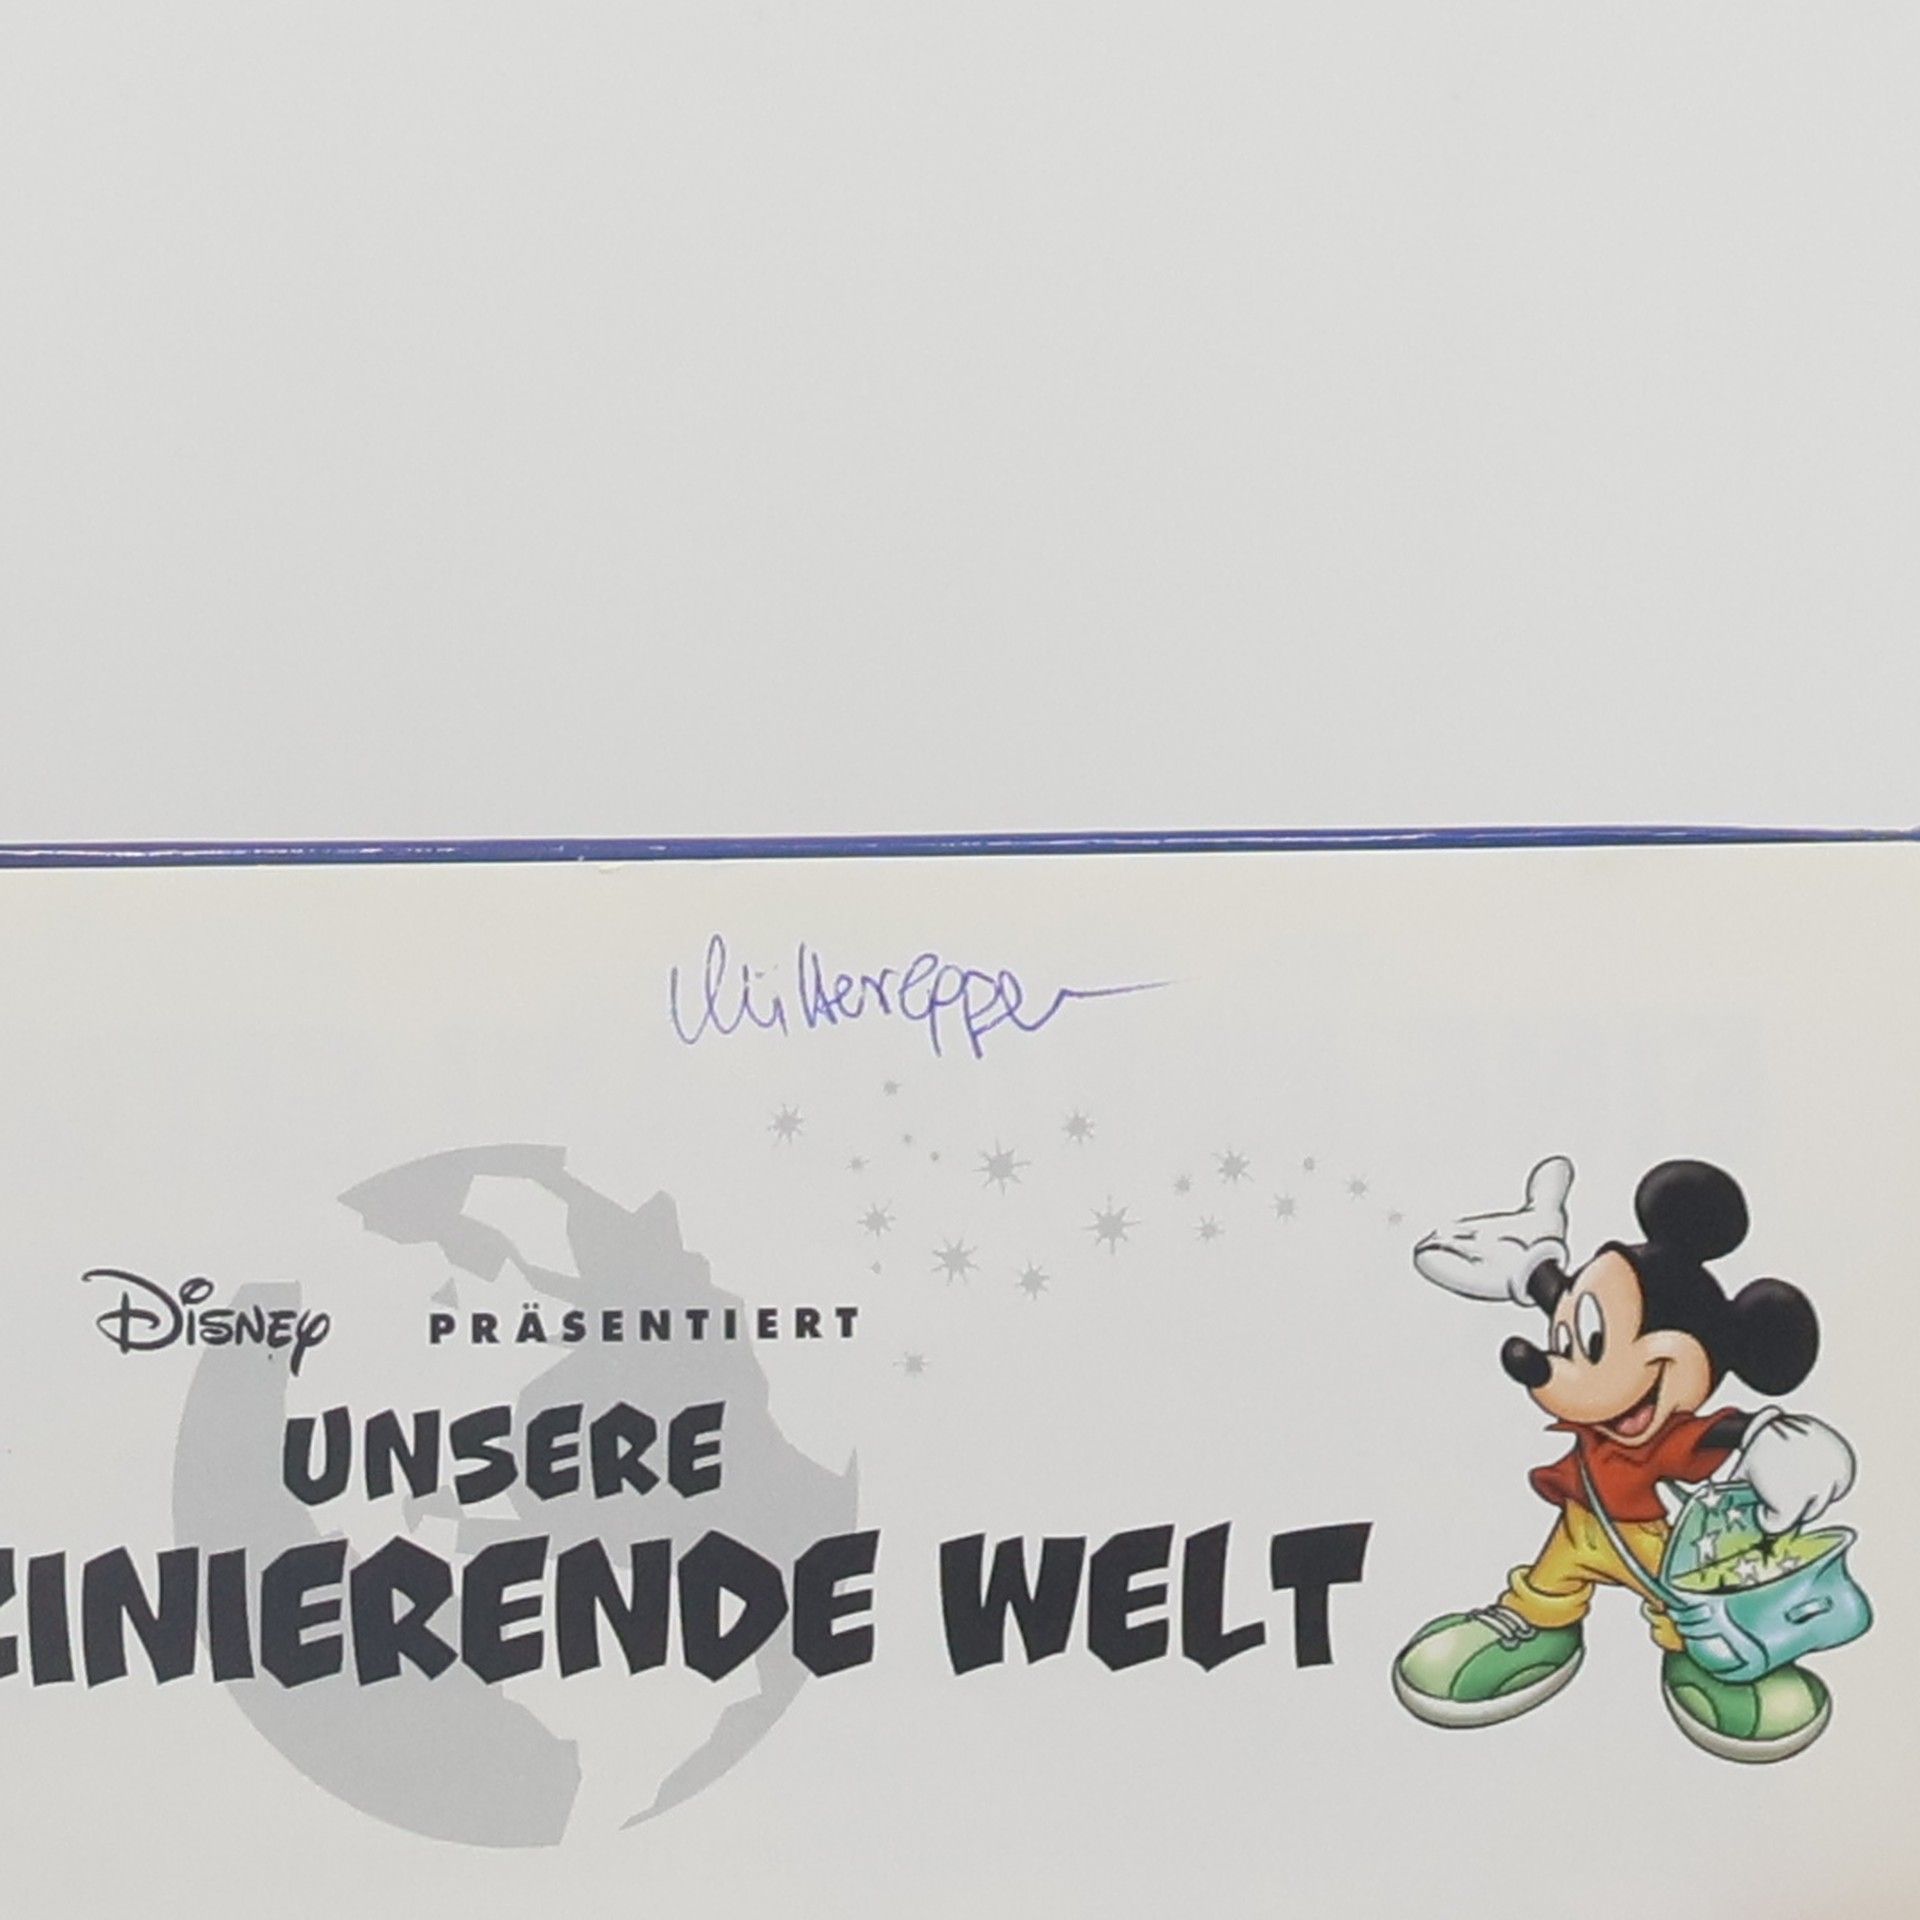 Disney PRÄSENTIERT
UNSERE
ZINIERENDE WELT